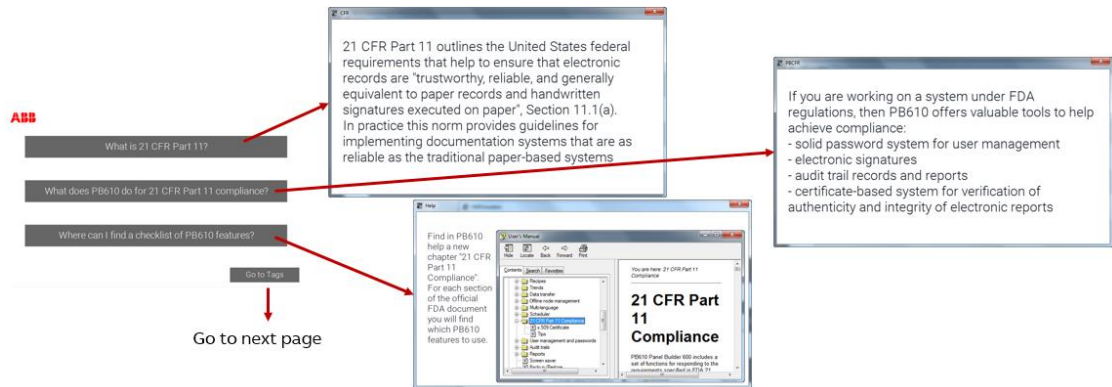 CFR
21 CFR Part 11 outlines the United States federal
requirements that help to ensure that electronic
records are "trustworthy, reliable, and generally
equivalent to paper records and handwritten
signatures executed on paper", Section 11.1(a).
In practice this norm provides guidelines for
implementing documentation systems that are as
reliable as the traditional paper-based systems
PBCFR
If you are working on a system under FDA
regulations, then PB610 offers valuable tools to help
achieve compliance:
- solid password system for user management
- electronic signatures
- audit trail records and reports
- certificate-based system for verification of
authenticity and integrity of electronic reports
ABB
What is 21 CFR Part 11?
What does PB610 do for 21 CFR Part 11 compliance?
Where can I find a checklist of PB610 features?
Go to Tags
Go to next page
Help
Find in PB610
help a new
chapter "21 CFR
Part 11
Compliance".
For each section
of the official
FDA document
you will find
which PB610
features to use.
User's Manual
Hide Locate Back Forward Print
Contents Search Favorites
Recipes
Trends
Data transfer
Offline node management
Multi-language
Scheduler
21 CFR Part 11 Compliance
x.509 Certificate
Tips
User management and passwords
Audit trails
Reports
Screen saver
You are here: 21 CFR Part 11
Compliance
21 CFR Part
11
Compliance
PB610 Panel Builder 600 includes a
set of functions for responding to the